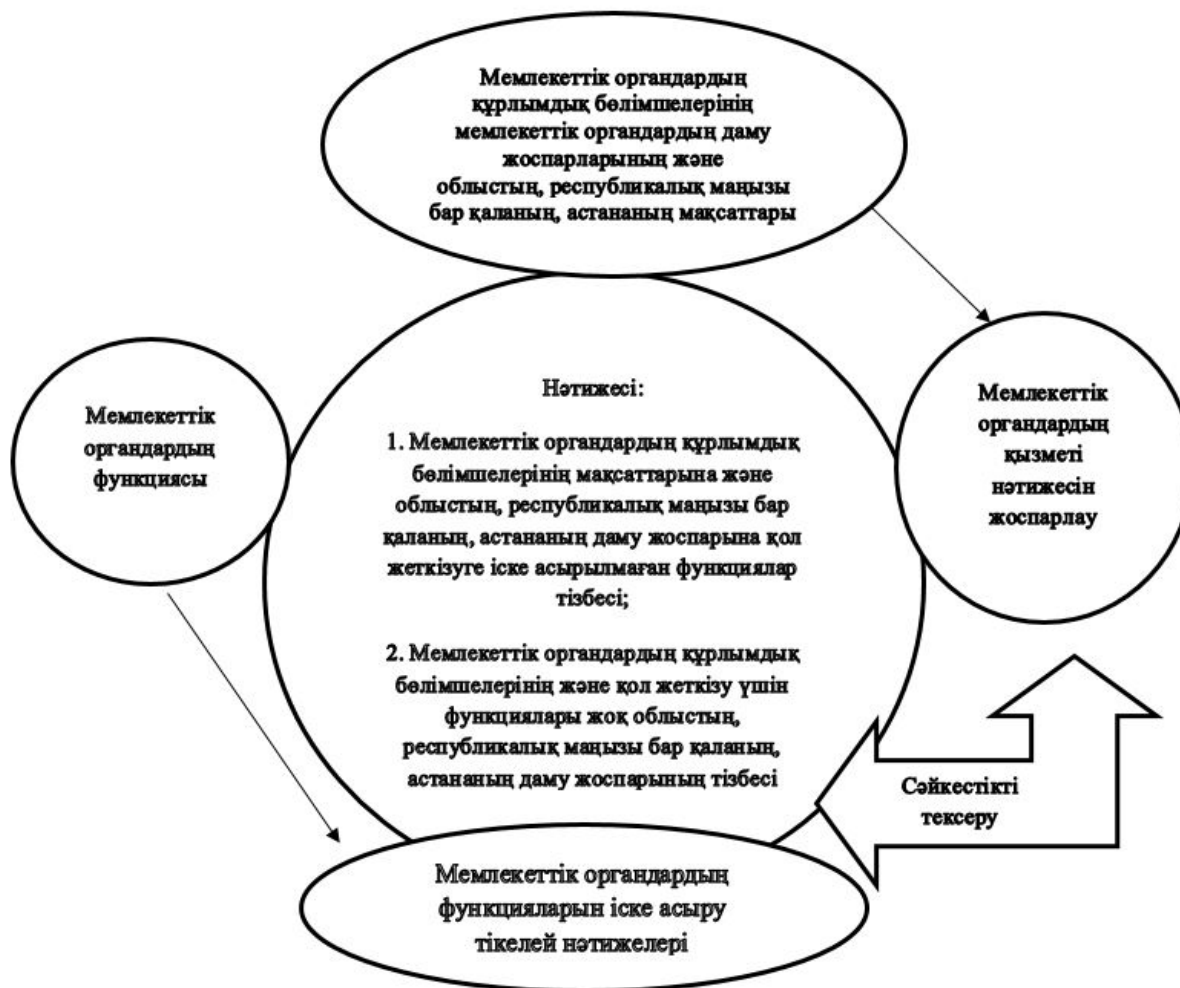 Мемлекеттік органдардың
құрлымдық бөлімшелерінің
мемлекеттік органдардың даму
жоспарларының және
облыстың, республикалық маңызы
бар қаланың, астананың мақсаттары
Мемлекеттік
органдардың
функциясы
Нәтижесі:
1. Мемлекеттік органдардың құрлымдық
бөлімшелерінің мақсаттарына және
облыстың, республикалық маңызы бар
қаланың, астананың даму жоспарына қол
жеткізуге іске асырылмаған функциялар
тізбесі;
2. Мемлекеттік органдардың құрлымдық
бөлімшелерінің және қол жеткізу үшін
функциялары жоқ облыстың,
республикалық маңызы бар қаланың,
астананың даму жоспарының тізбесі
Мемлекеттік
органдардың
қызметі
нәтижесін
жоспарлау
Сәйкестікті
тексеру
Мемлекеттік органдардың
функцияларын іске асыру
тікелей нәтижелері